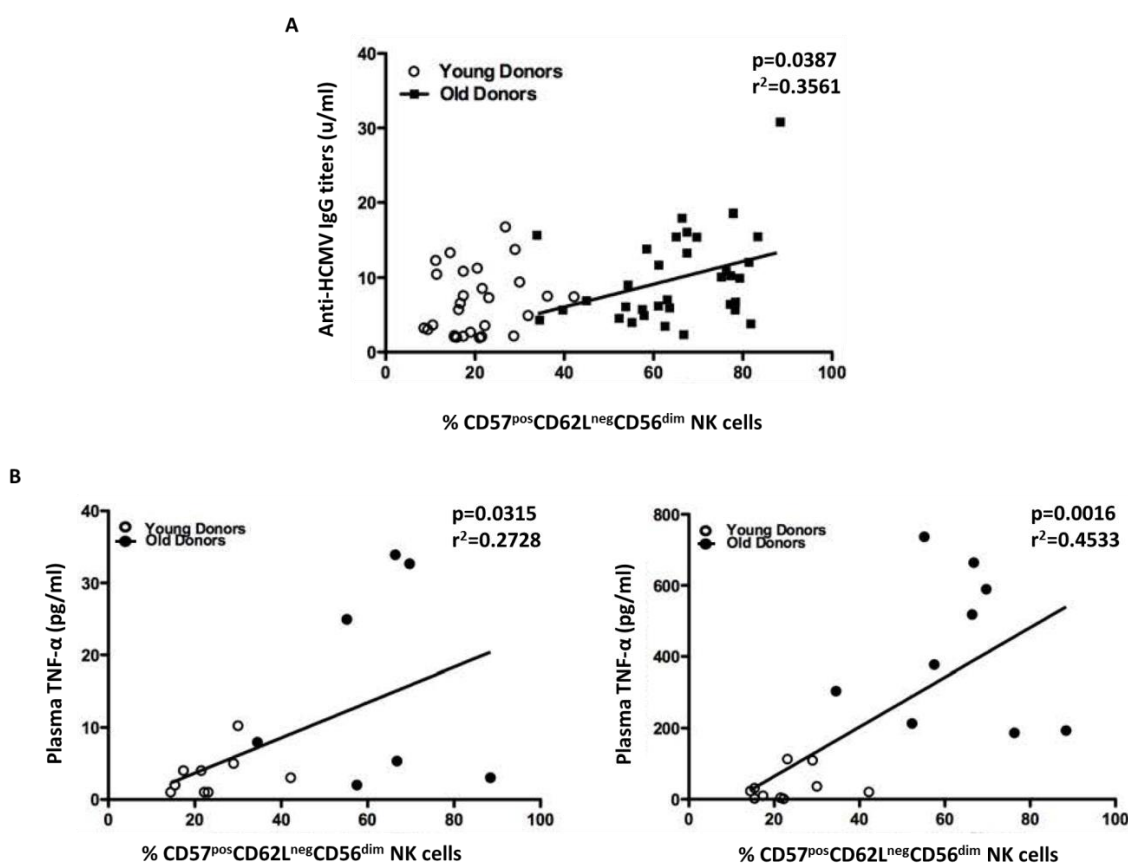 A
40
30
20
10
0
Anti-HCMV IgG titers (u/ml)
Young Donors
Old Donors
p=0.0387
r²=0.3561
0 20 40 60 80 100
% CD57ᵖᵒˢCD62LⁿᵉᵍCD56ᵈⁱᵐ NK cells
B
40
30
20
10
0
Plasma TNF-α (pg/ml)
Young Donors
Old Donors
p=0.0315
r²=0.2728
0 20 40 60 80 100
% CD57ᵖᵒˢCD62LⁿᵉᵍCD56ᵈⁱᵐ NK cells
800
600
400
200
0
Plasma TNF-α (pg/ml)
Young Donors
Old Donors
p=0.0016
r²=0.4533
0 20 40 60 80 100
% CD57ᵖᵒˢCD62LⁿᵉᵍCD56ᵈⁱᵐ NK cells